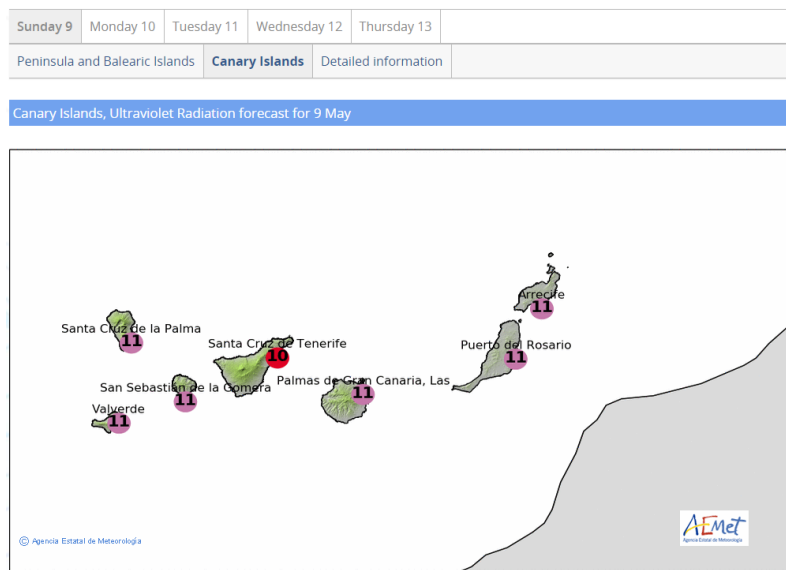 Sunday 9 Monday 10 Tuesday 11 Wednesday 12 Thursday 13
Peninsula and Balearic Islands Canary Islands Detailed information
Canary Islands, Ultraviolet Radiation forecast for 9 May
Arrecife
11
Santa Cruz de la Palma
11
Santa Cruz de Tenerife
10
Puerto del Rosario
11
San Sebastián de la Gomera
11
Palmas de Gran Canaria, Las
11
Valverde
11
AEMet
Agencia Estatal de Meteorología
© Agencia Estatal de Meteorología